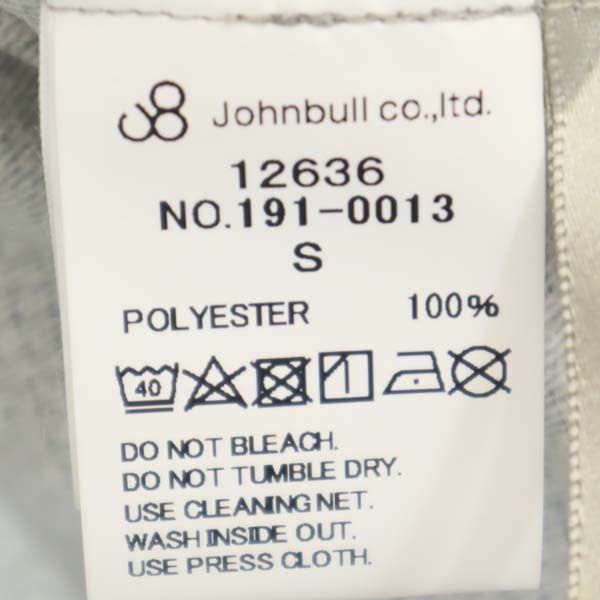 Johnbull co.,ltd.
12636
NO.191-0013
S
POLYESTER 100%
40
DO NOT BLEACH.
DO NOT TUMBLE DRY.
USE CLEANING NET.
WASH INSIDE OUT.
USE PRESS CLOTH.